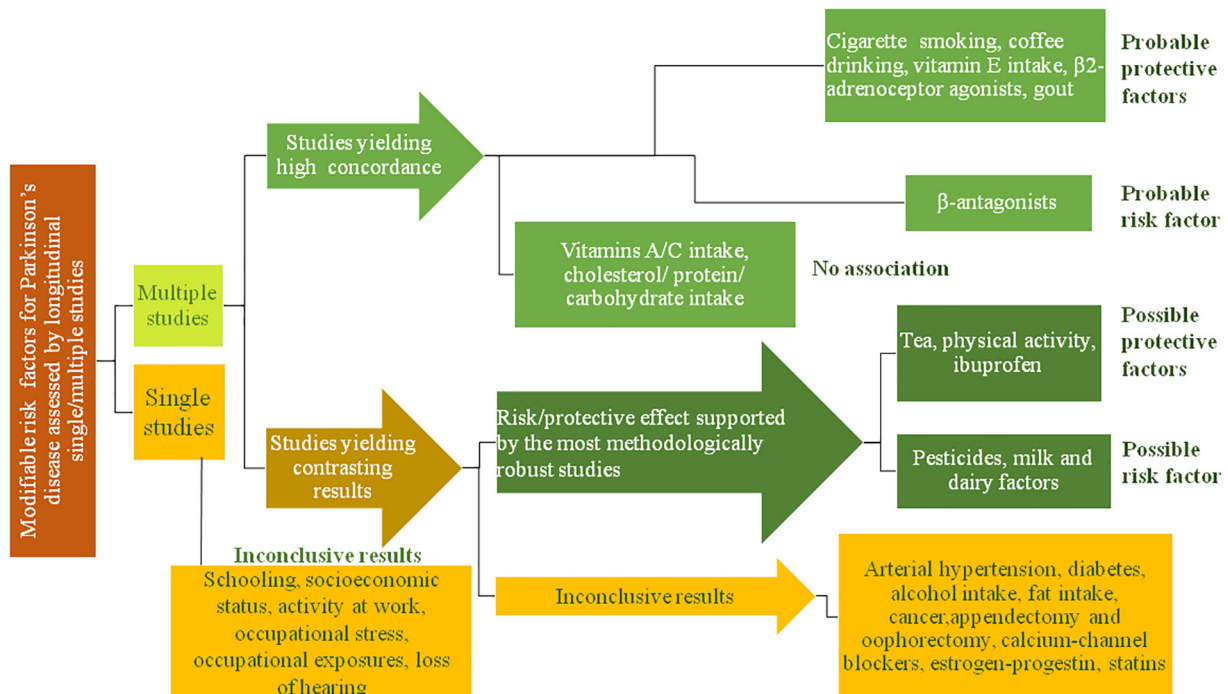 Modifiable risk factors for Parkinson's
disease assessed by longitudinal
single/multiple studies
Multiple
studies
Single
studies
Studies yielding
high concordance
Cigarette smoking, coffee
drinking, vitamin E intake, β2-
adrenoceptor agonists, gout
Probable
protective
factors
β-antagonists
Probable
risk factor
Vitamins A/C intake,
cholesterol/ protein/
carbohydrate intake
No association
Studies yielding
contrasting
results
Risk/protective effect supported
by the most methodologically
robust studies
Tea, physical activity,
ibuprofen
Possible
protective
factors
Pesticides, milk and
dairy factors
Possible
risk factor
Inconclusive results
Arterial hypertension, diabetes,
alcohol intake, fat intake,
cancer,appendectomy and
oophorectomy, calcium-channel
blockers, estrogen-progestin, statins
Inconclusive results
Schooling, socioeconomic
status, activity at work,
occupational stress,
occupational exposures, loss
of hearing